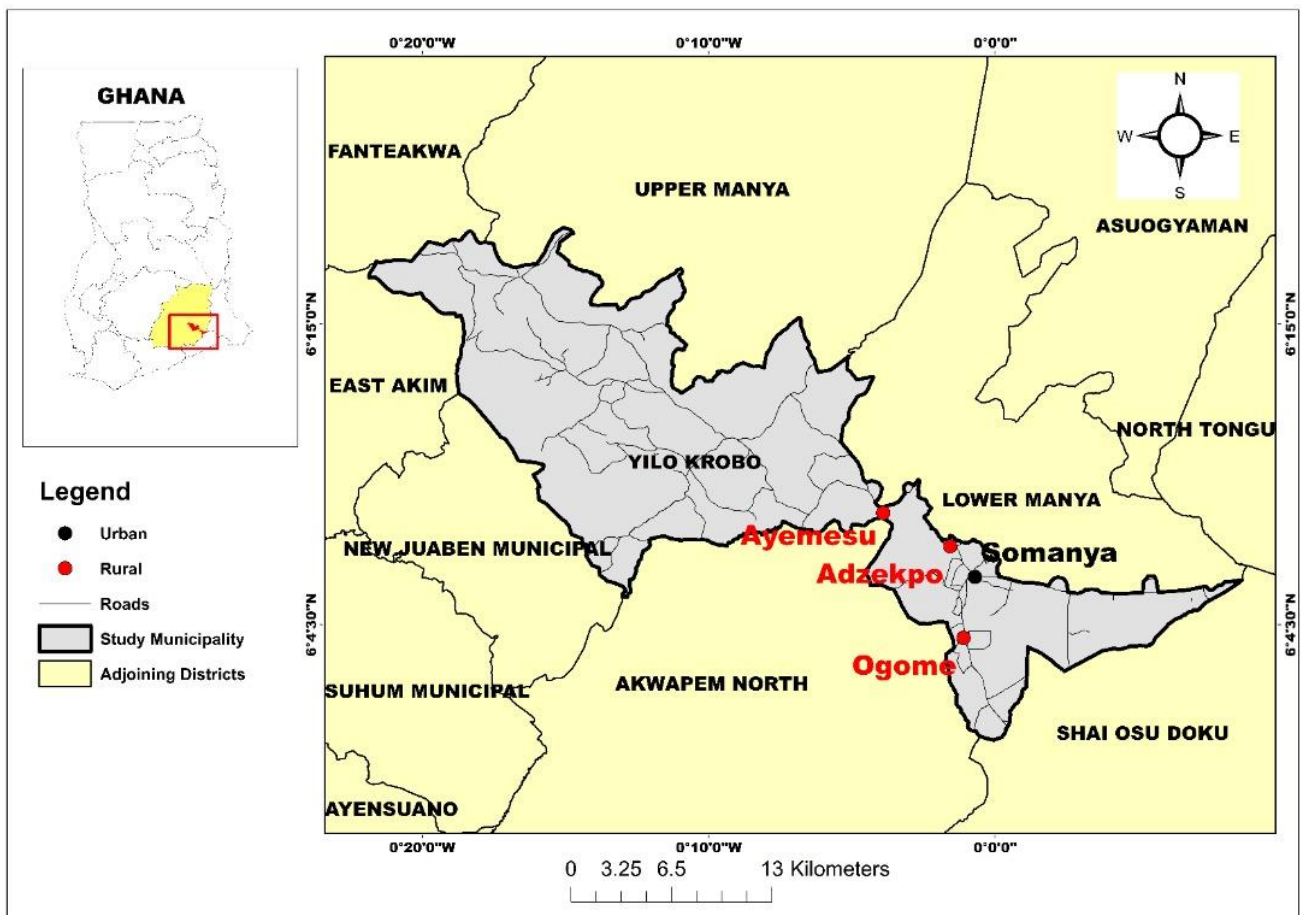 0°20'0"W 0°10'0"W 0°0'0"
GHANA
N
W E
S
FANTEAKWA
UPPER MANYA
ASUOGYAMAN
6°15'0"N 6°15'0"N
EAST AKIM
NORTH TONGU
YILO KROBO
LOWER MANYA
Legend
Urban
Rural
Roads
Study Municipality
Adjoining Districts
Ayemesu
NEW JUABEN MUNICIPAL
Somanya
Adzekpo
6°4'30"N 6°4'30"N
Ogome
SUHUM MUNICIPAL
AKWAPEM NORTH
SHAI OSU DOKU
AYENSUANO
0°20'0"W 0°10'0"W 0°0'0"
0 3.25 6.5 13 Kilometers